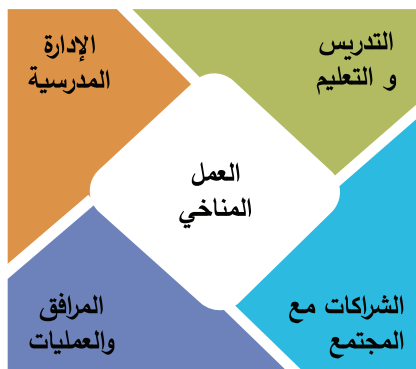 التدريس
و التعليم
الإدارة
المدرسية
العمل
المناخي
الشراكات مع
المجتمع
المرافق
والعمليات